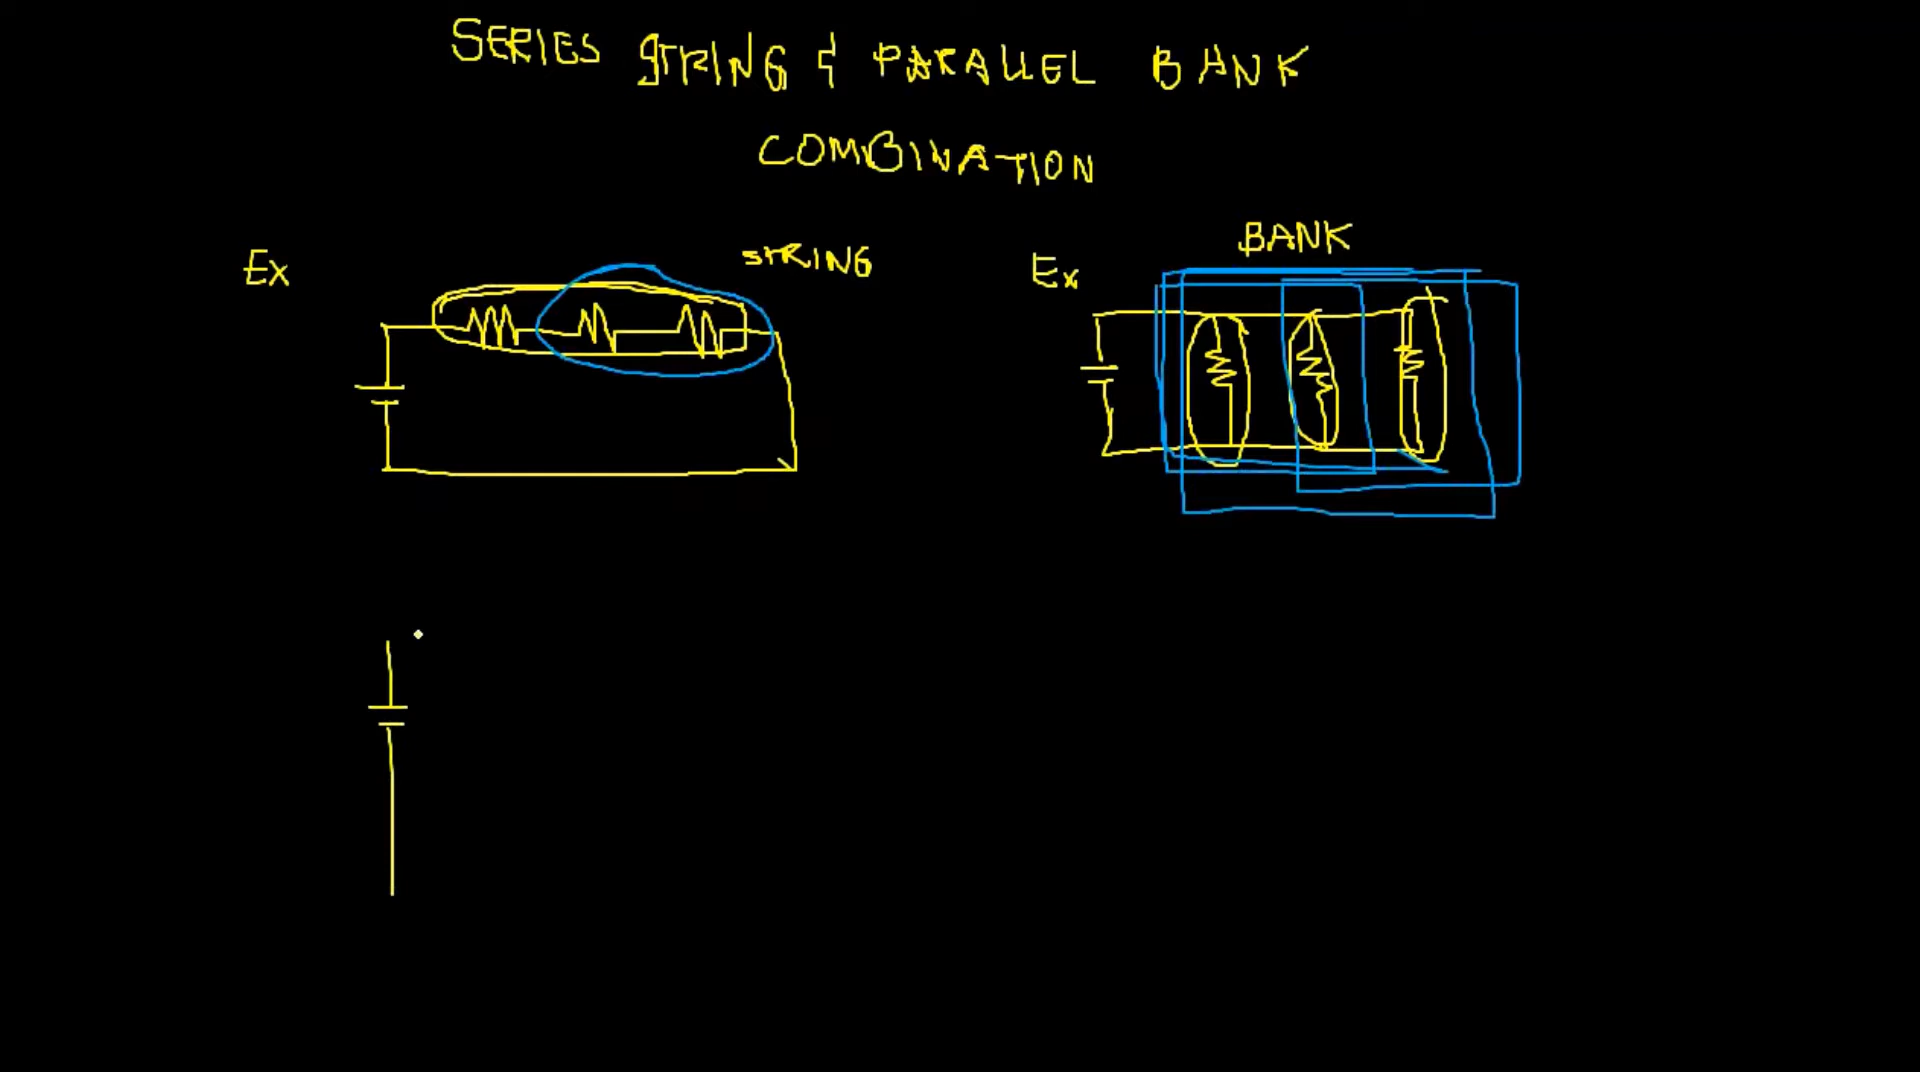 SERIES STRING & PARALLEL BANK
COMBINATION
Ex
STRING
Ex
BANK